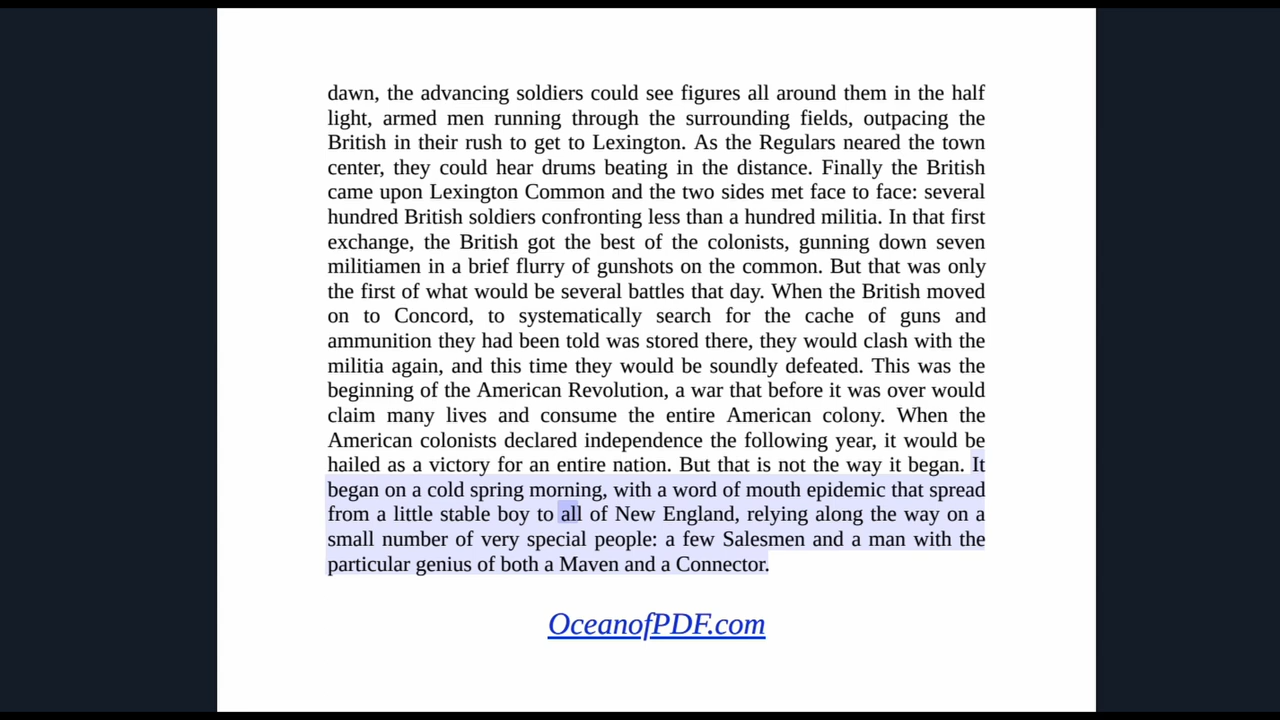 dawn, the advancing soldiers could see figures all around them in the half
light, armed men running through the surrounding fields, outpacing the
British in their rush to get to Lexington. As the Regulars neared the town
center, they could hear drums beating in the distance. Finally the British
came upon Lexington Common and the two sides met face to face: several
hundred British soldiers confronting less than a hundred militia. In that first
exchange, the British got the best of the colonists, gunning down seven
militiamen in a brief flurry of gunshots on the common. But that was only
the first of what would be several battles that day. When the British moved
on to Concord, to systematically search for the cache of guns and
ammunition they had been told was stored there, they would clash with the
militia again, and this time they would be soundly defeated. This was the
beginning of the American Revolution, a war that before it was over would
claim many lives and consume the entire American colony. When the
American colonists declared independence the following year, it would be
hailed as a victory for an entire nation. But that is not the way it began. It
began on a cold spring morning, with a word of mouth epidemic that spread
from a little stable boy to all of New England, relying along the way on a
small number of very special people: a few Salesmen and a man with the
particular genius of both a Maven and a Connector.
OceanofPDF.com